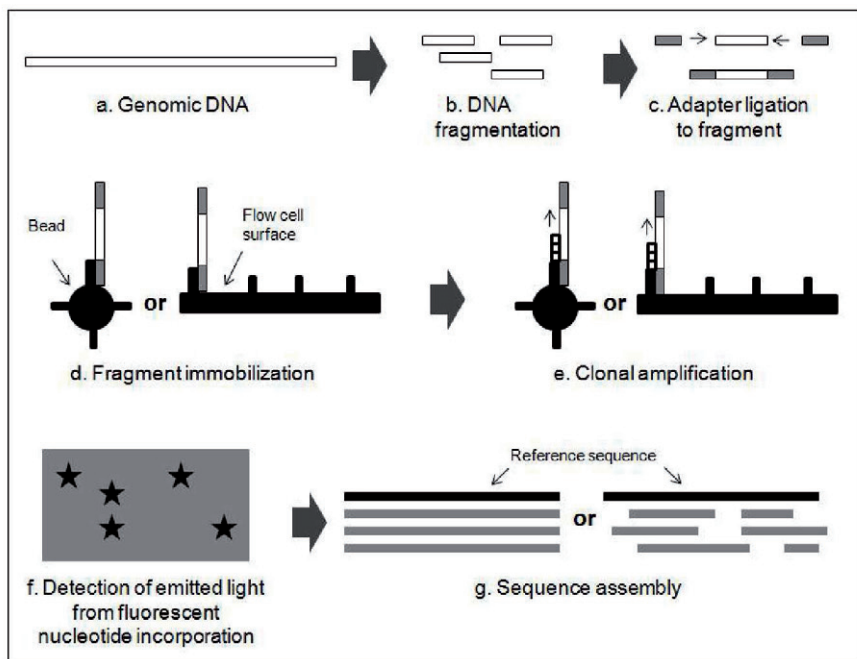 a. Genomic DNA
b. DNA
fragmentation
c. Adapter ligation
to fragment
Bead
or
Flow cell
surface
or
d. Fragment immobilization
e. Clonal amplification
Reference sequence
or
f. Detection of emitted light
from fluorescent
nucleotide incorporation
g. Sequence assembly